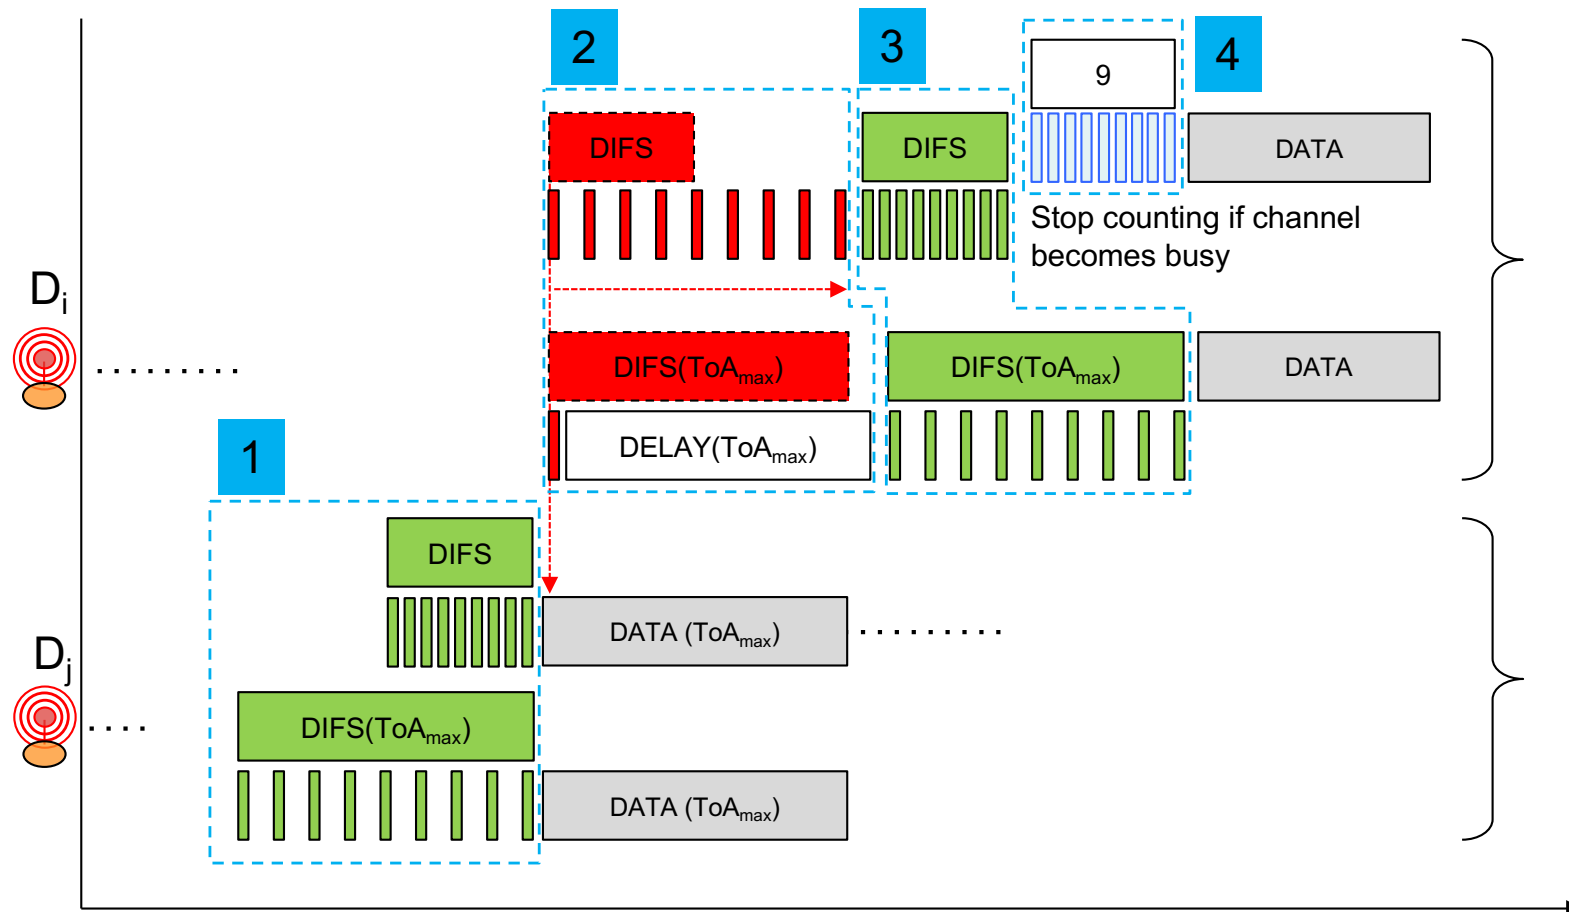 2
3
9
4
DIFS
DIFS
DATA
Stop counting if channel
becomes busy
Di
DIFS(ToAmax)
DIFS(ToAmax)
DATA
.........
1
DELAY(ToAmax)
DIFS
DATA (ToAmax)
.........
Dj
DIFS(ToAmax)
....
DATA (ToAmax)